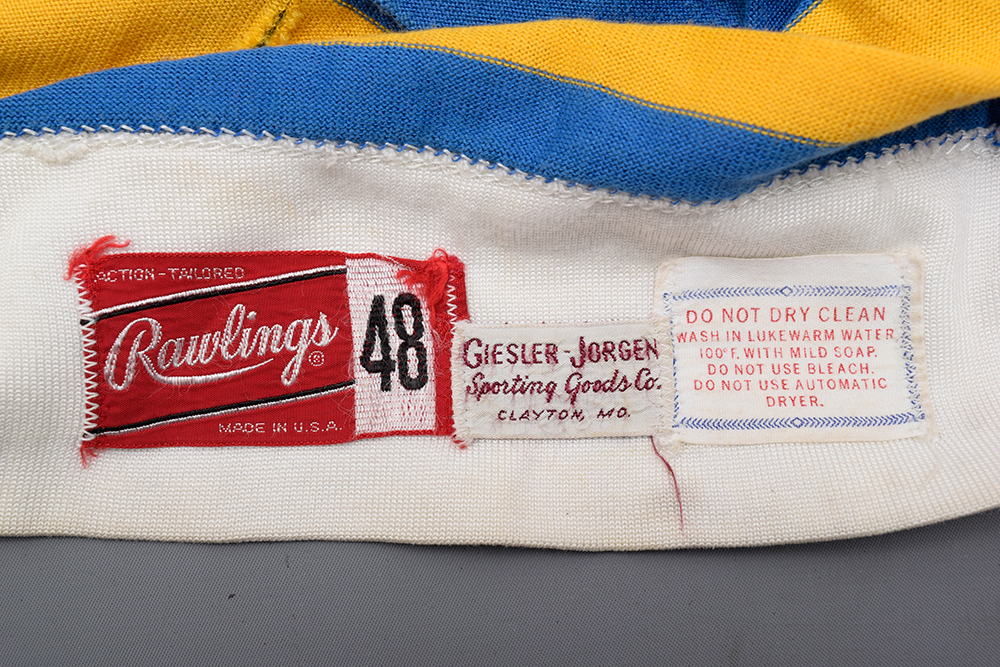 ACTION-TAILORED
Rawlings®
48
MADE IN U.S.A.
GIESLER-JORGEN
Sporting Goods Co.
CLAYTON, MO.
DO NOT DRY CLEAN
WASH IN LUKEWARM WATER
100° F. WITH MILD SOAP.
DO NOT USE BLEACH.
DO NOT USE AUTOMATIC
DRYER.